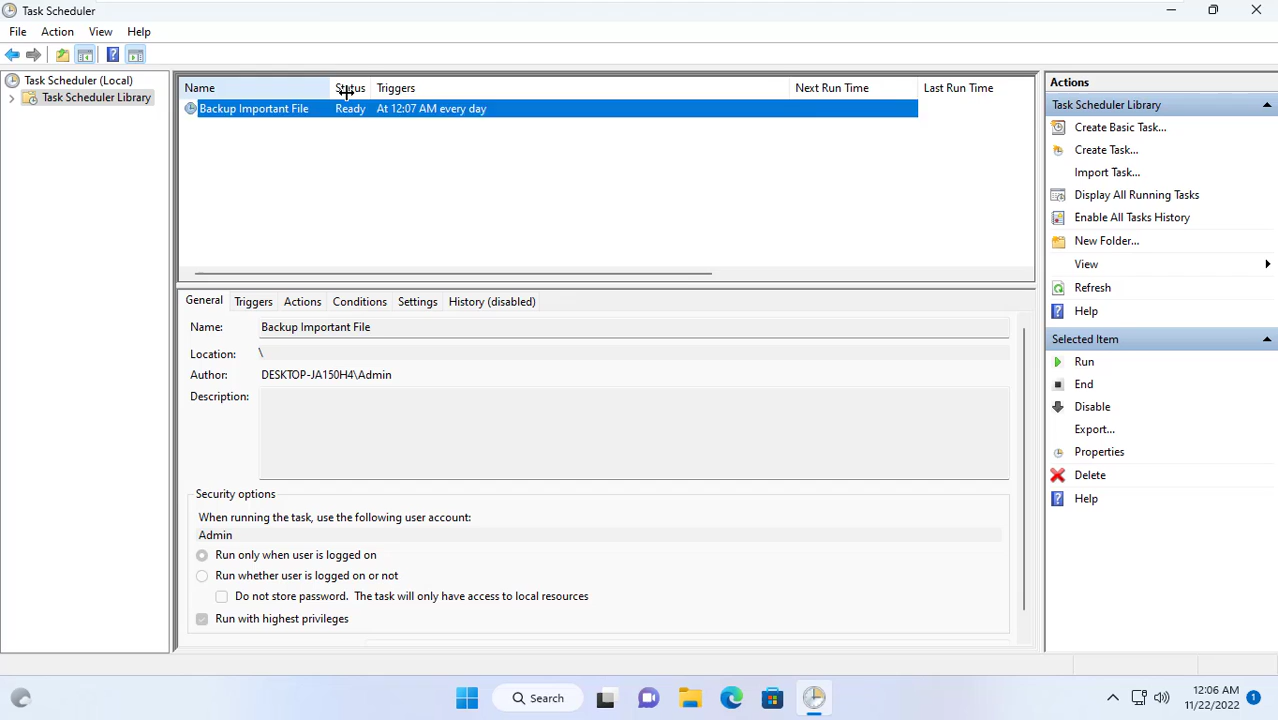 Task Scheduler
File Action View Help
Task Scheduler (Local)
Task Scheduler Library
Name Status Triggers Next Run Time Last Run Time
Backup Important File Ready At 12:07 AM every day
General Triggers Actions Conditions Settings History (disabled)
Name: Backup Important File
Location: \
Author: DESKTOP-JA150H4\Admin
Description:
Security options
When running the task, use the following user account:
Admin
Run only when user is logged on
Run whether user is logged on or not
Do not store password. The task will only have access to local resources
Run with highest privileges
Actions
Task Scheduler Library
Create Basic Task...
Create Task...
Import Task...
Display All Running Tasks
Enable All Tasks History
New Folder...
View
Refresh
Help
Selected Item
Run
End
Disable
Export...
Properties
Delete
Help
Search
12:06 AM
11/22/2022
1